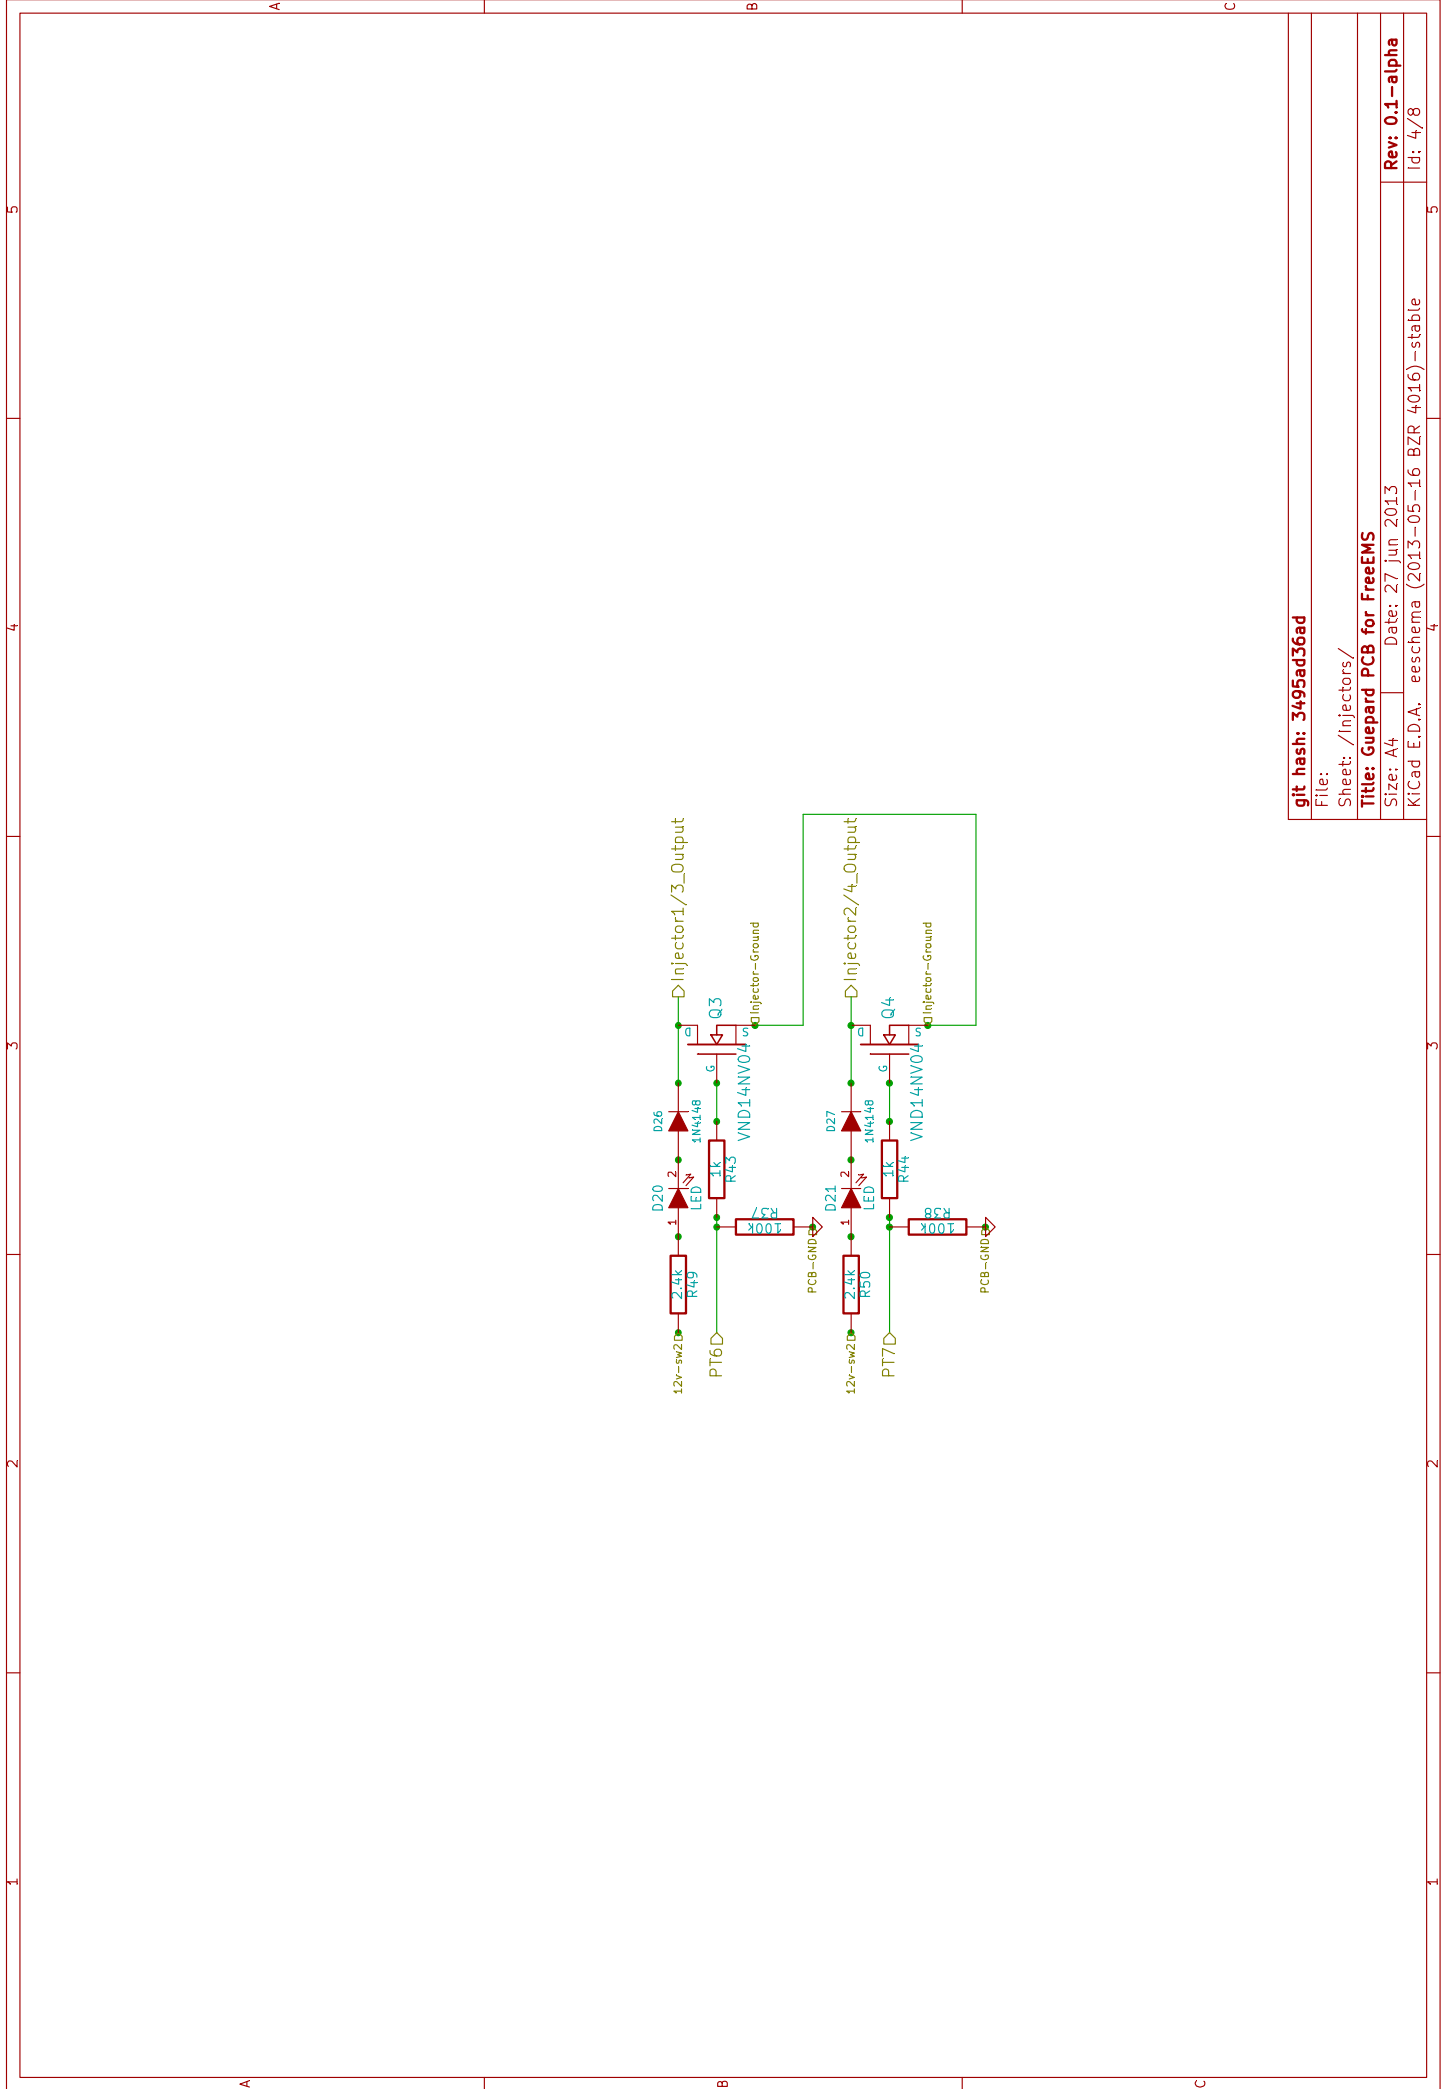 A
B
C
1
2
3
4
5
Injector1/3_Output
12v-sw2
R49
2.4k
D20
LED
1
2
D26
1N4148
PT6
R43
1k
R37
100k
PCB-GND
Q3
VND14NV04
D
G
S
Injector-Ground
Injector2/4_Output
12v-sw2
R50
2.4k
D21
LED
1
2
D27
1N4148
PT7
R44
1k
R38
100k
PCB-GND
Q4
VND14NV04
D
G
S
Injector-Ground
git hash: 3495ad36ad
File:
Sheet: /Injectors/
Title: Guepard PCB for FreeEMS
Size: A4 Date: 27 jun 2013 Rev: 0.1-alpha
KiCad E.D.A. eeschema (2013-05-16 BZR 4016)-stable Id: 4/8
1
2
3
4
5
A
B
C